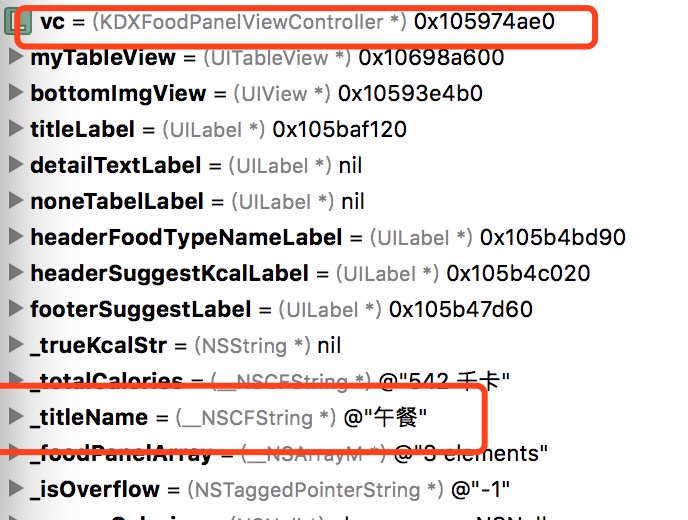 L vc = (KDXFoodPanelViewController *) 0x105974ae0
myTableView = (UITableView *) 0x10698a600
bottomImgView = (UIView *) 0x10593e4b0
titleLabel = (UILabel *) 0x105baf120
detailTextLabel = (UILabel *) nil
noneTabelLabel = (UILabel *) nil
headerFoodTypeNameLabel = (UILabel *) 0x105b4bd90
headerSuggestKcalLabel = (UILabel *) 0x105b4c020
footerSuggestLabel = (UILabel *) 0x105b47d60
_trueKcalStr = (NSString *) nil
_totalCalories = (__NSCFString *) @"542 千卡"
_titleName = (__NSCFString *) @"午餐"
_foodPanelArray = (__NSArrayM *) @"3 elements"
_isOverflow = (NSTaggedPointerString *) @"-1"